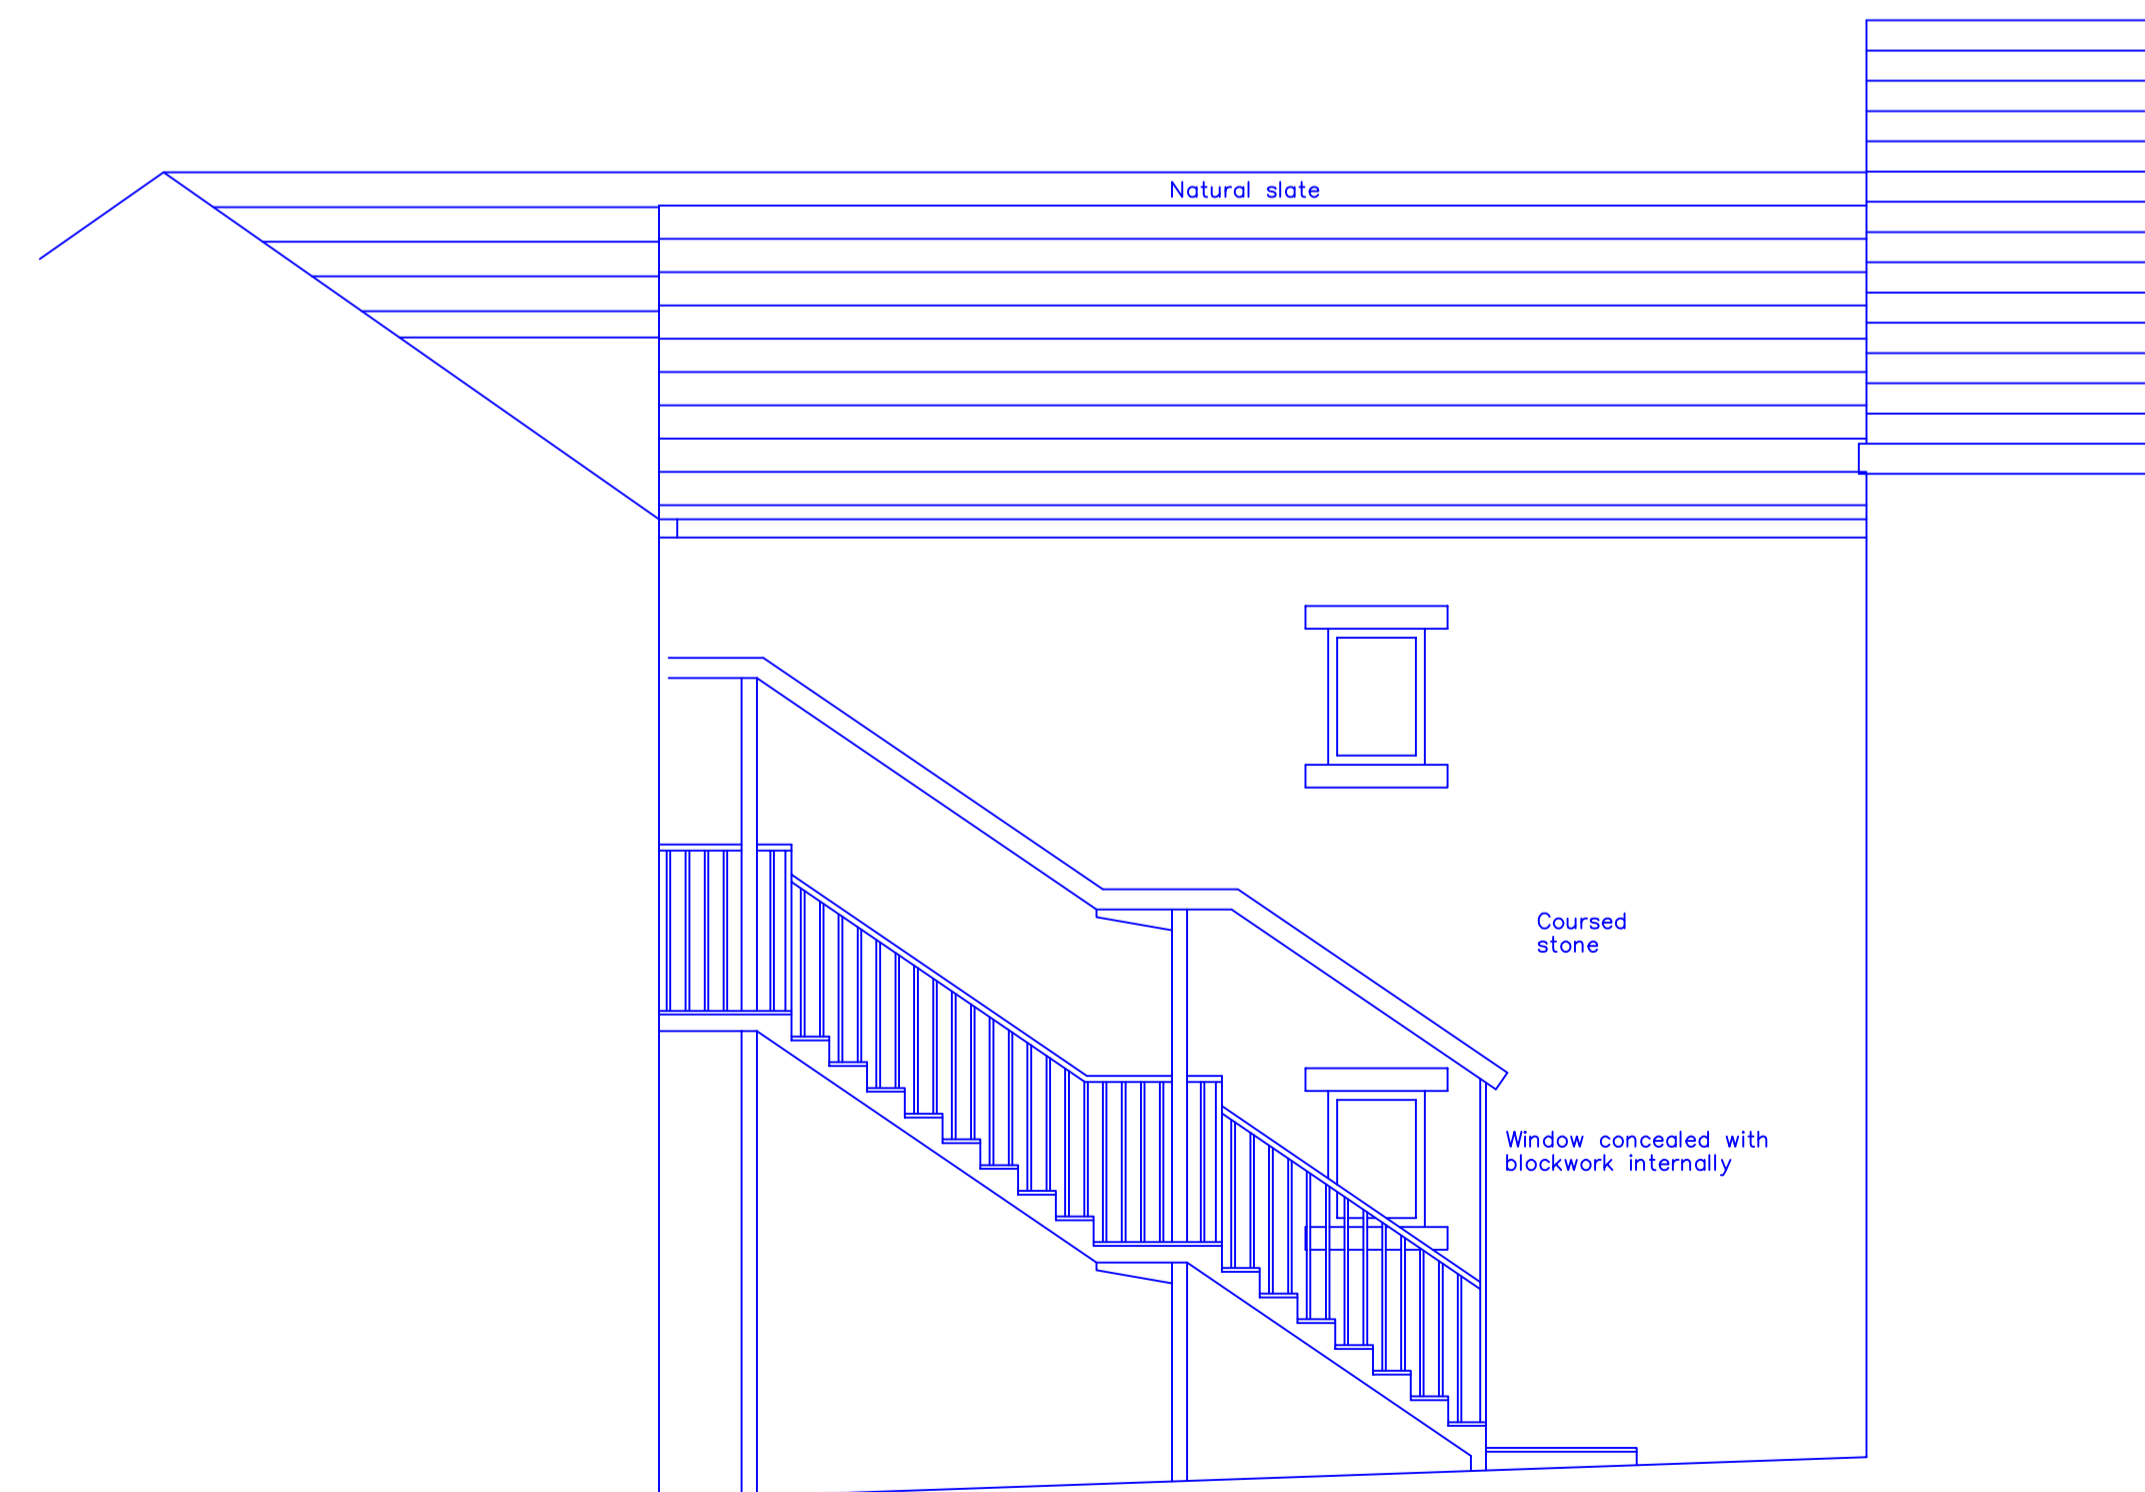 Natural slate
Coursed
stone
Window concealed with
blockwork internally